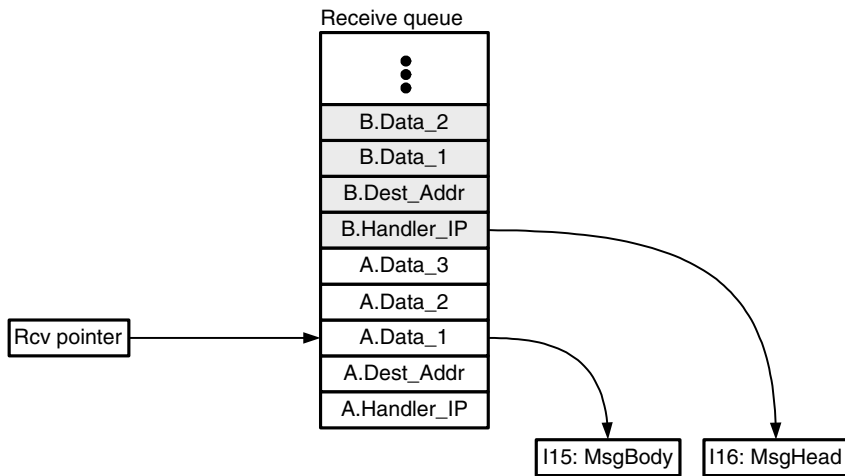 Receive queue
B.Data_2
B.Data_1
B.Dest_Addr
B.Handler_IP
A.Data_3
A.Data_2
Rcv pointer
A.Data_1
A.Dest_Addr
A.Handler_IP
I15: MsgBody
I16: MsgHead